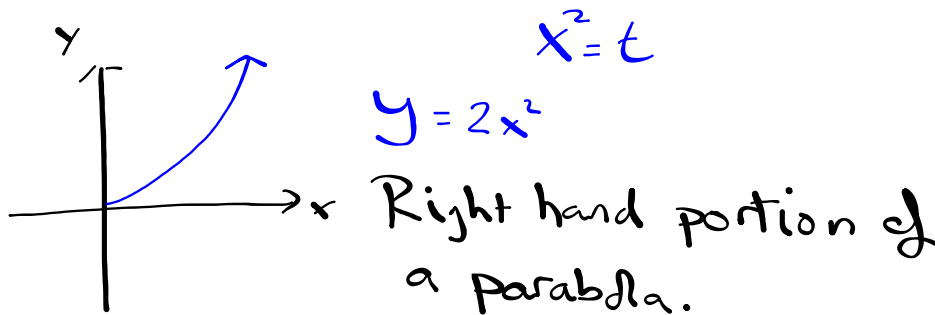 y
x² = t
y = 2x²
x
Right hand portion of
a parabola.